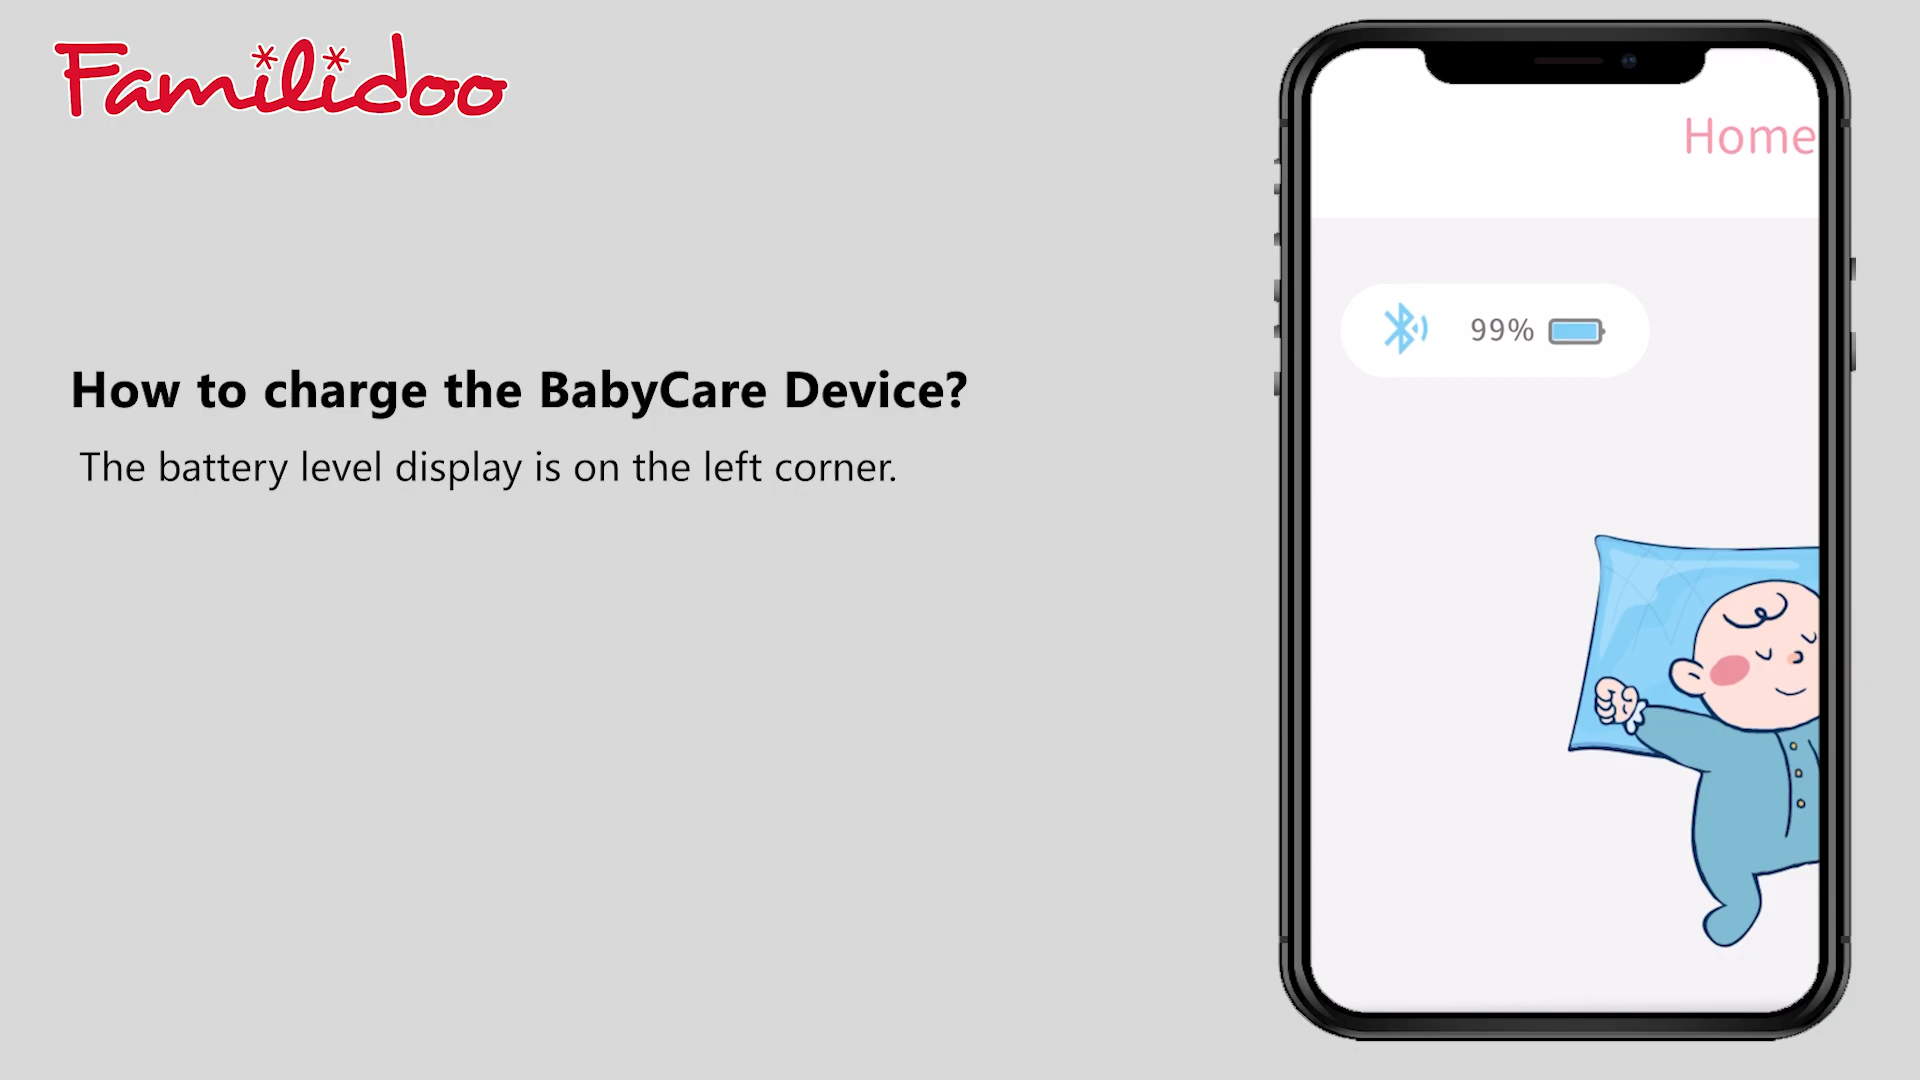 Familidoo
How to charge the BabyCare Device?
The battery level display is on the left corner.
Home
99%